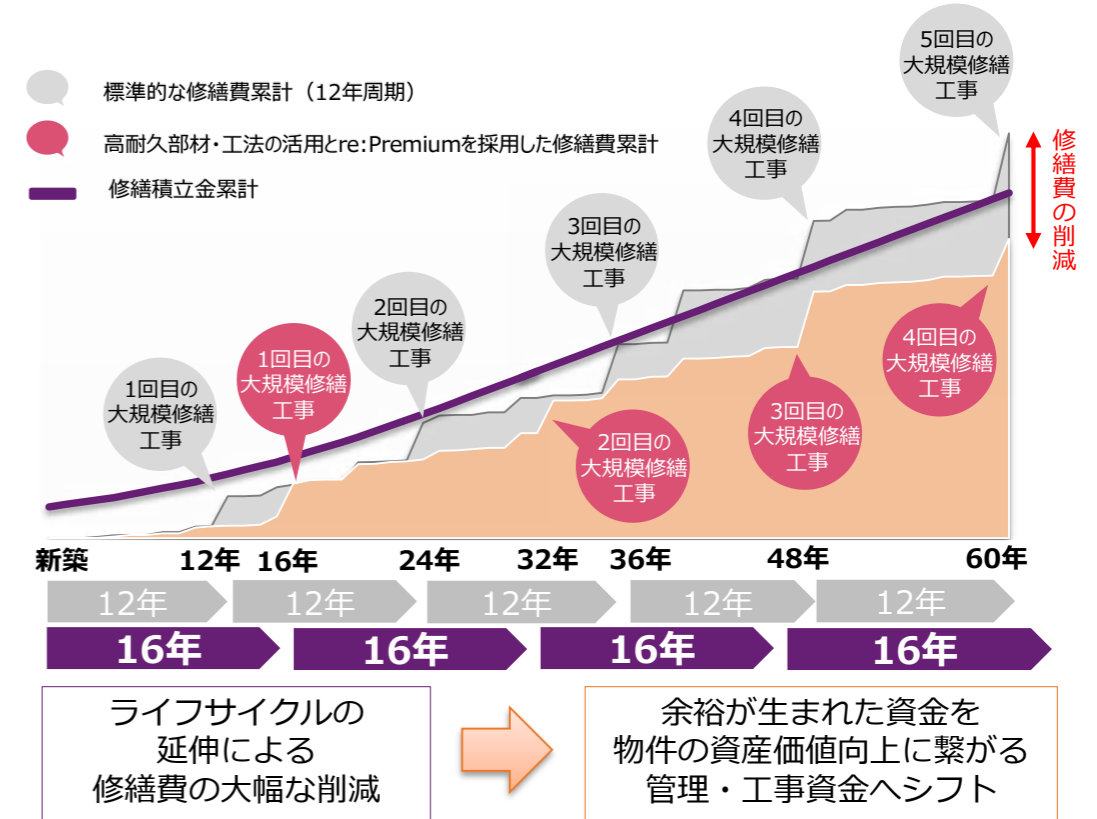 標準的な修繕費累計（12年周期）
高耐久部材・工法の活用とre:Premiumを採用した修繕費累計
修繕積立金累計
1回目の
大規模修繕
工事
1回目の
大規模修繕
工事
2回目の
大規模修繕
工事
3回目の
大規模修繕
工事
4回目の
大規模修繕
工事
5回目の
大規模修繕
工事
修繕費の削減
2回目の
大規模修繕
工事
3回目の
大規模修繕
工事
4回目の
大規模修繕
工事
新築 12年 16年 24年 32年 36年 48年 60年
12年 12年 12年 12年 12年
16年 16年 16年 16年
ライフサイクルの
延伸による
修繕費の大幅な削減
余裕が生まれた資金を
物件の資産価値向上に繋がる
管理・工事資金へシフト